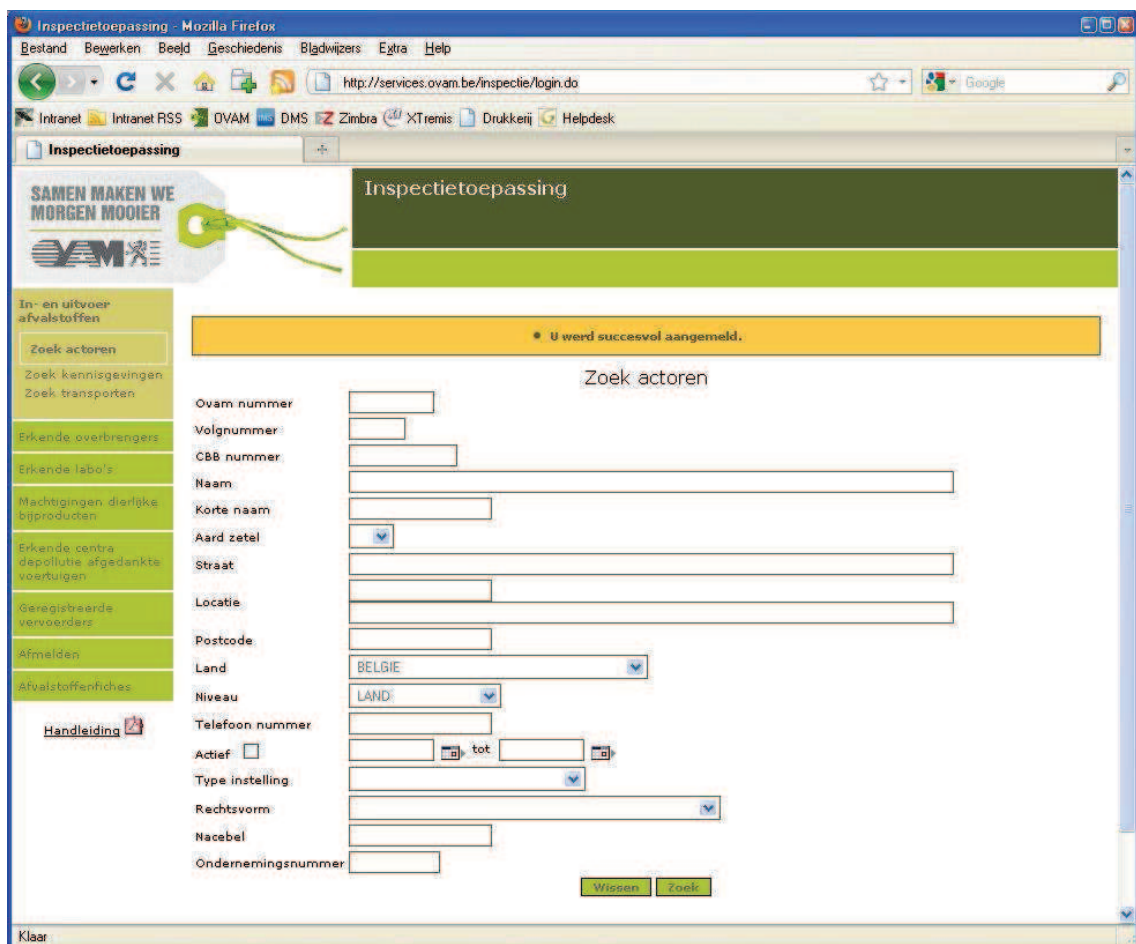 Inspectietoepassing - Mozilla Firefox
Bestand Bewerken Beeld Geschiedenis Bladwijzers Extra Help
http://services.ovam.be/inspectie/login.do
Google
Intranet Intranet RSS OVAM DMS Zimbra XTremis Drukkerij Helpdesk
Inspectietoepassing
SAMEN MAKEN WE
MORGEN MOOIER
OVAM
Inspectietoepassing
In- en uitvoer
afvalstoffen
Zoek actoren
Zoek kennisgevingen
Zoek transporten
Erkende overbrengers
Erkende labo's
Machtigingen dierlijke
bijproducten
Erkende centra
depollutie afgedankte
voertuigen
Geregistreerde
vervoerders
Afmelden
Afvalstoffenfiches
Handleiding
U werd succesvol aangemeld.
Zoek actoren
Ovam nummer
Volgnummer
CBB nummer
Naam
Korte naam
Aard zetel
Straat
Locatie
Postcode
Land BELGIE
Niveau LAND
Telefoon nummer
Actief tot
Type instelling
Rechtsvorm
Nacebel
Ondernemingsnummer
Wissen Zoek
Klaar